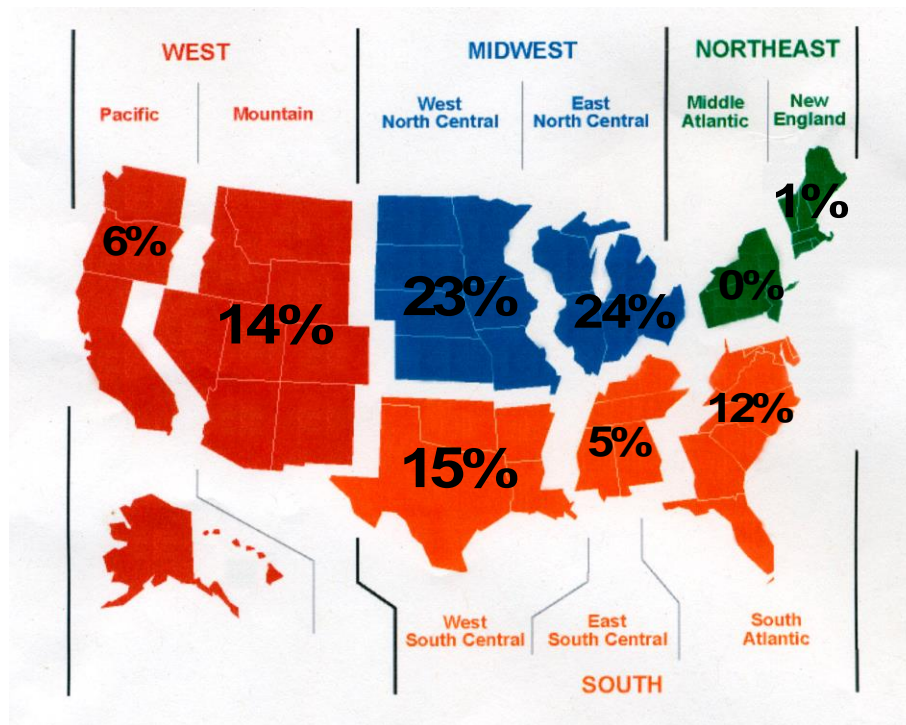 WEST
MIDWEST
NORTHEAST
Pacific
Mountain
West
North Central
East
North Central
Middle
Atlantic
New
England
1%
6%
14%
23%
24%
0%
15%
5%
12%
West
South Central
East
South Central
South
Atlantic
SOUTH